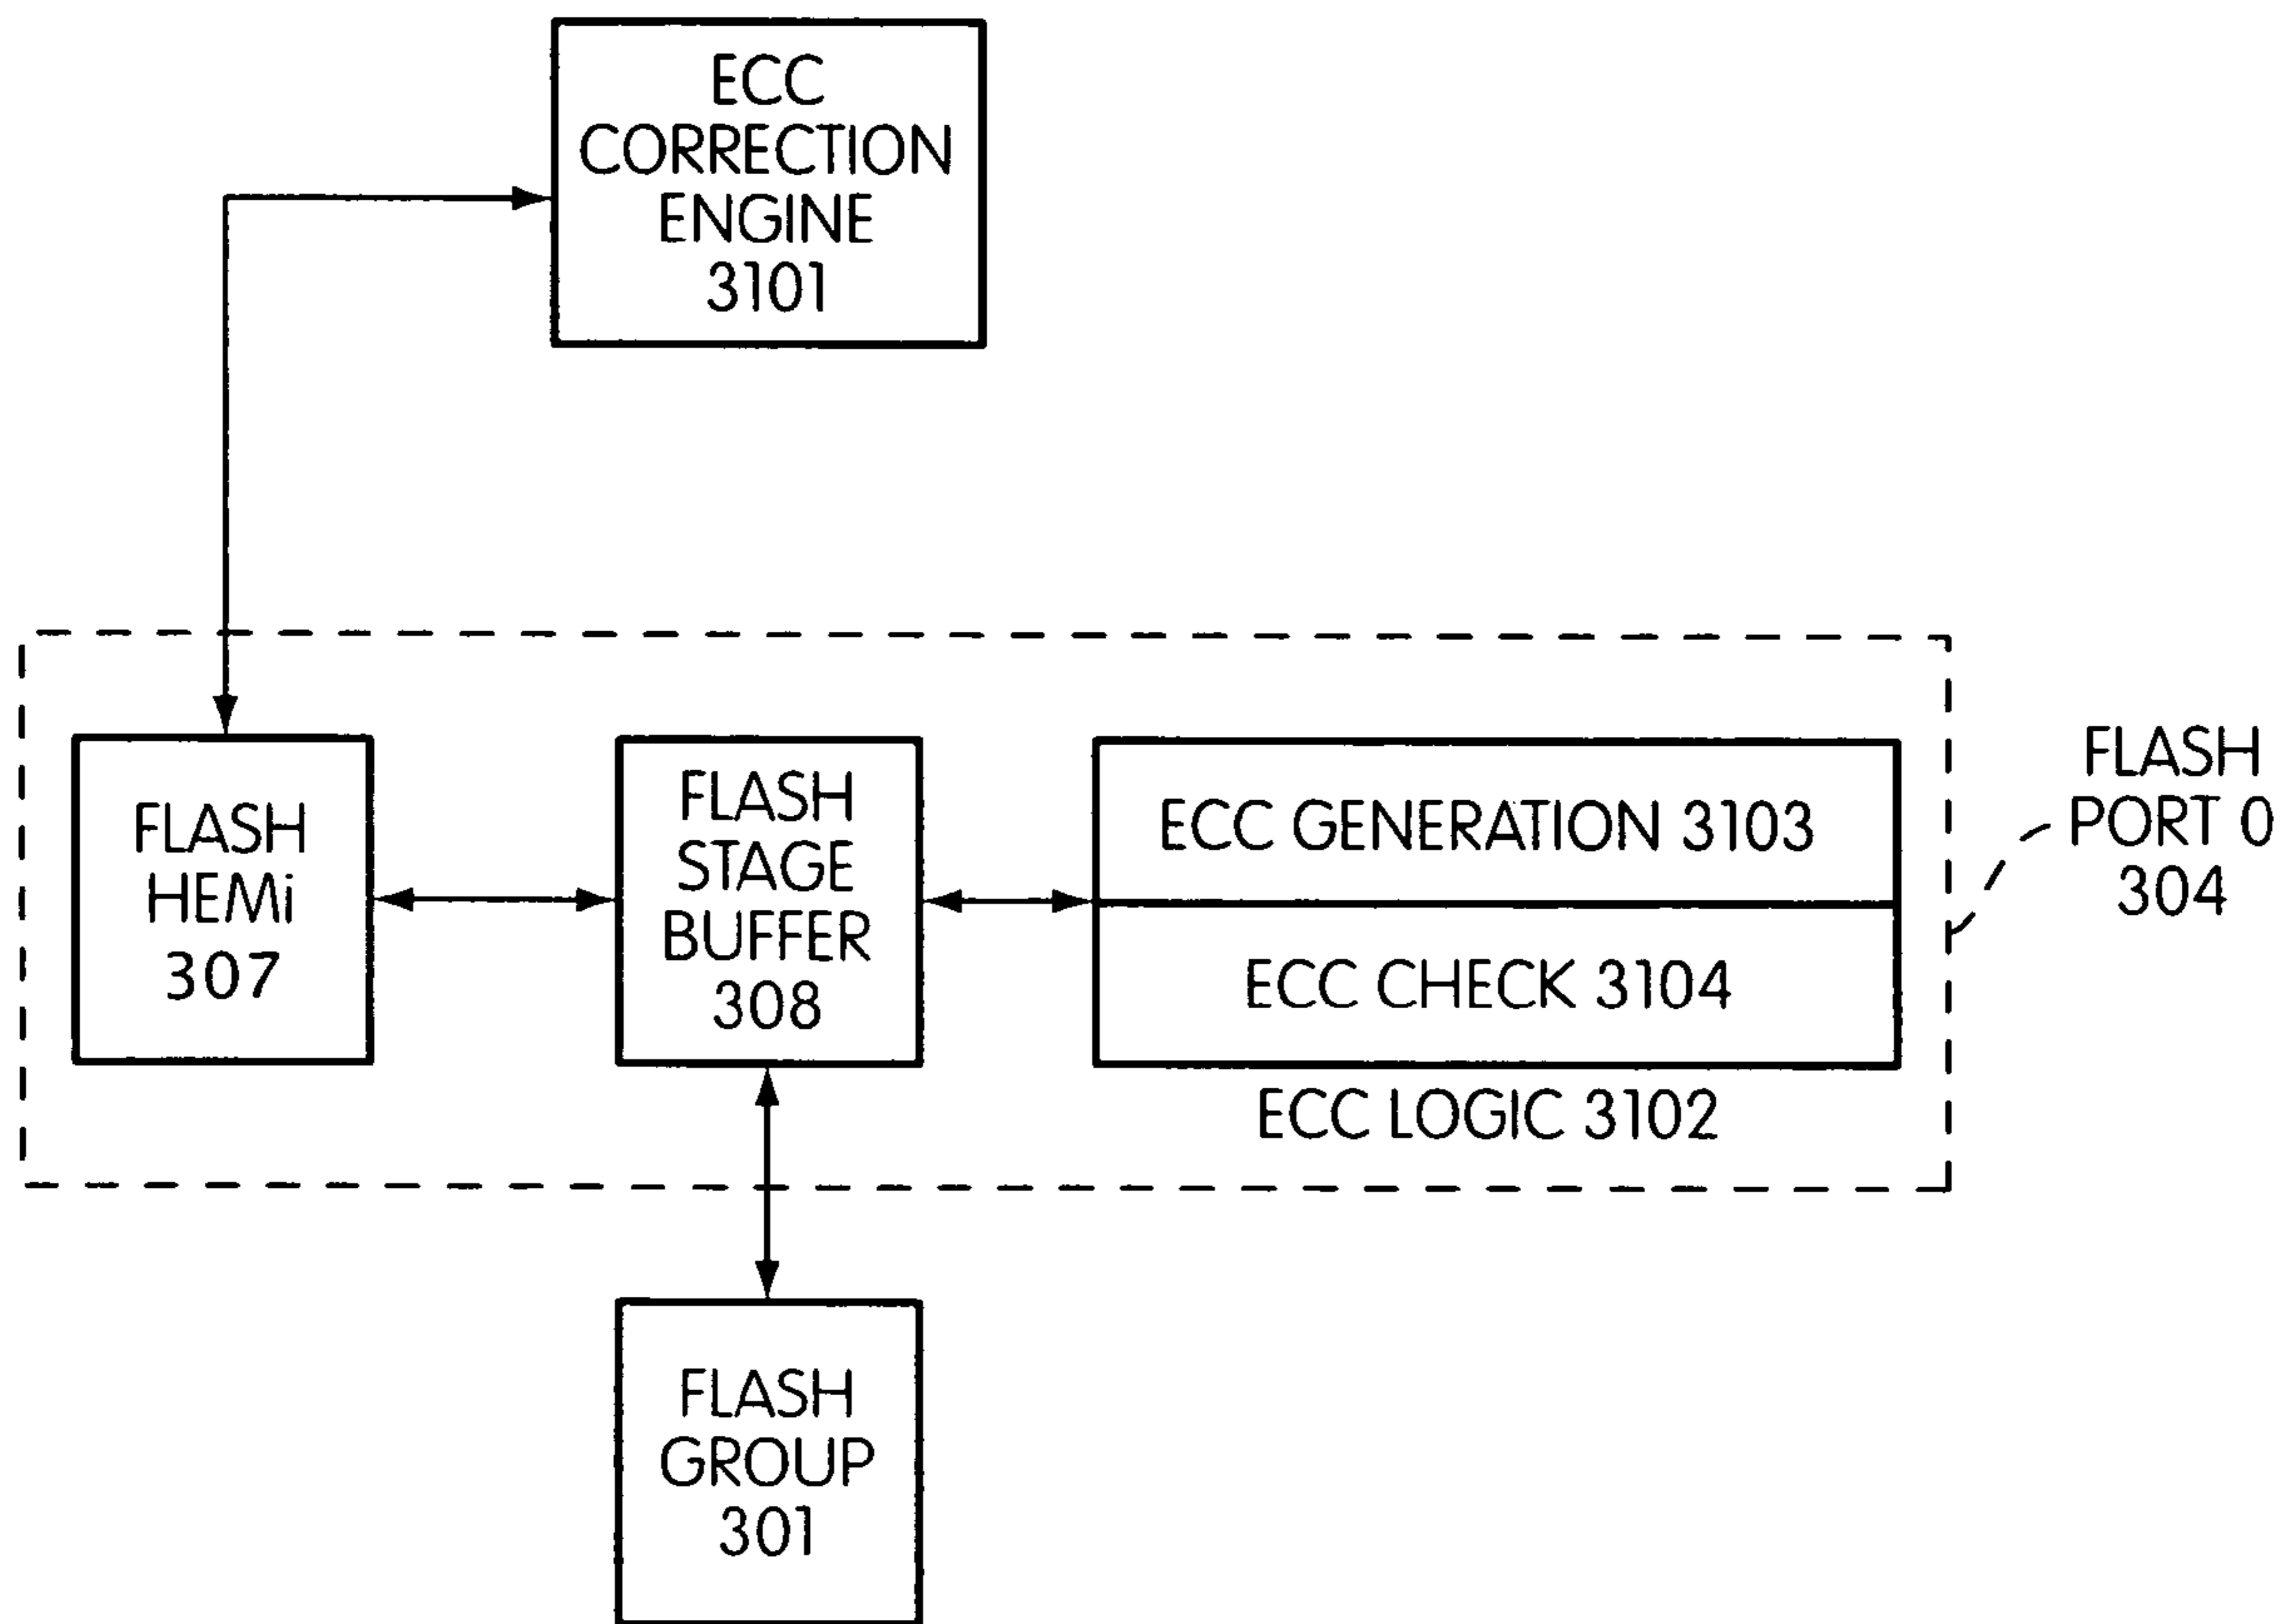 ECC
CORRECTION
ENGINE
3101
FLASH
HEMi
307
FLASH
STAGE
BUFFER
308
ECC GENERATION 3103
ECC CHECK 3104
ECC LOGIC 3102
FLASH
PORT 0
304
FLASH
GROUP
301